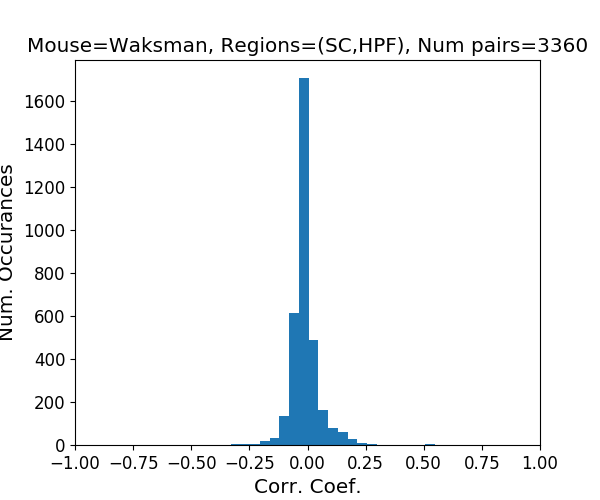 Mouse=Waksman, Regions=(SC,HPF), Num pairs=3360
Num. Occurances
1600
1400
1200
1000
800
600
400
200
0
−1.00 −0.75 −0.50 −0.25 0.00 0.25 0.50 0.75 1.00
Corr. Coef.